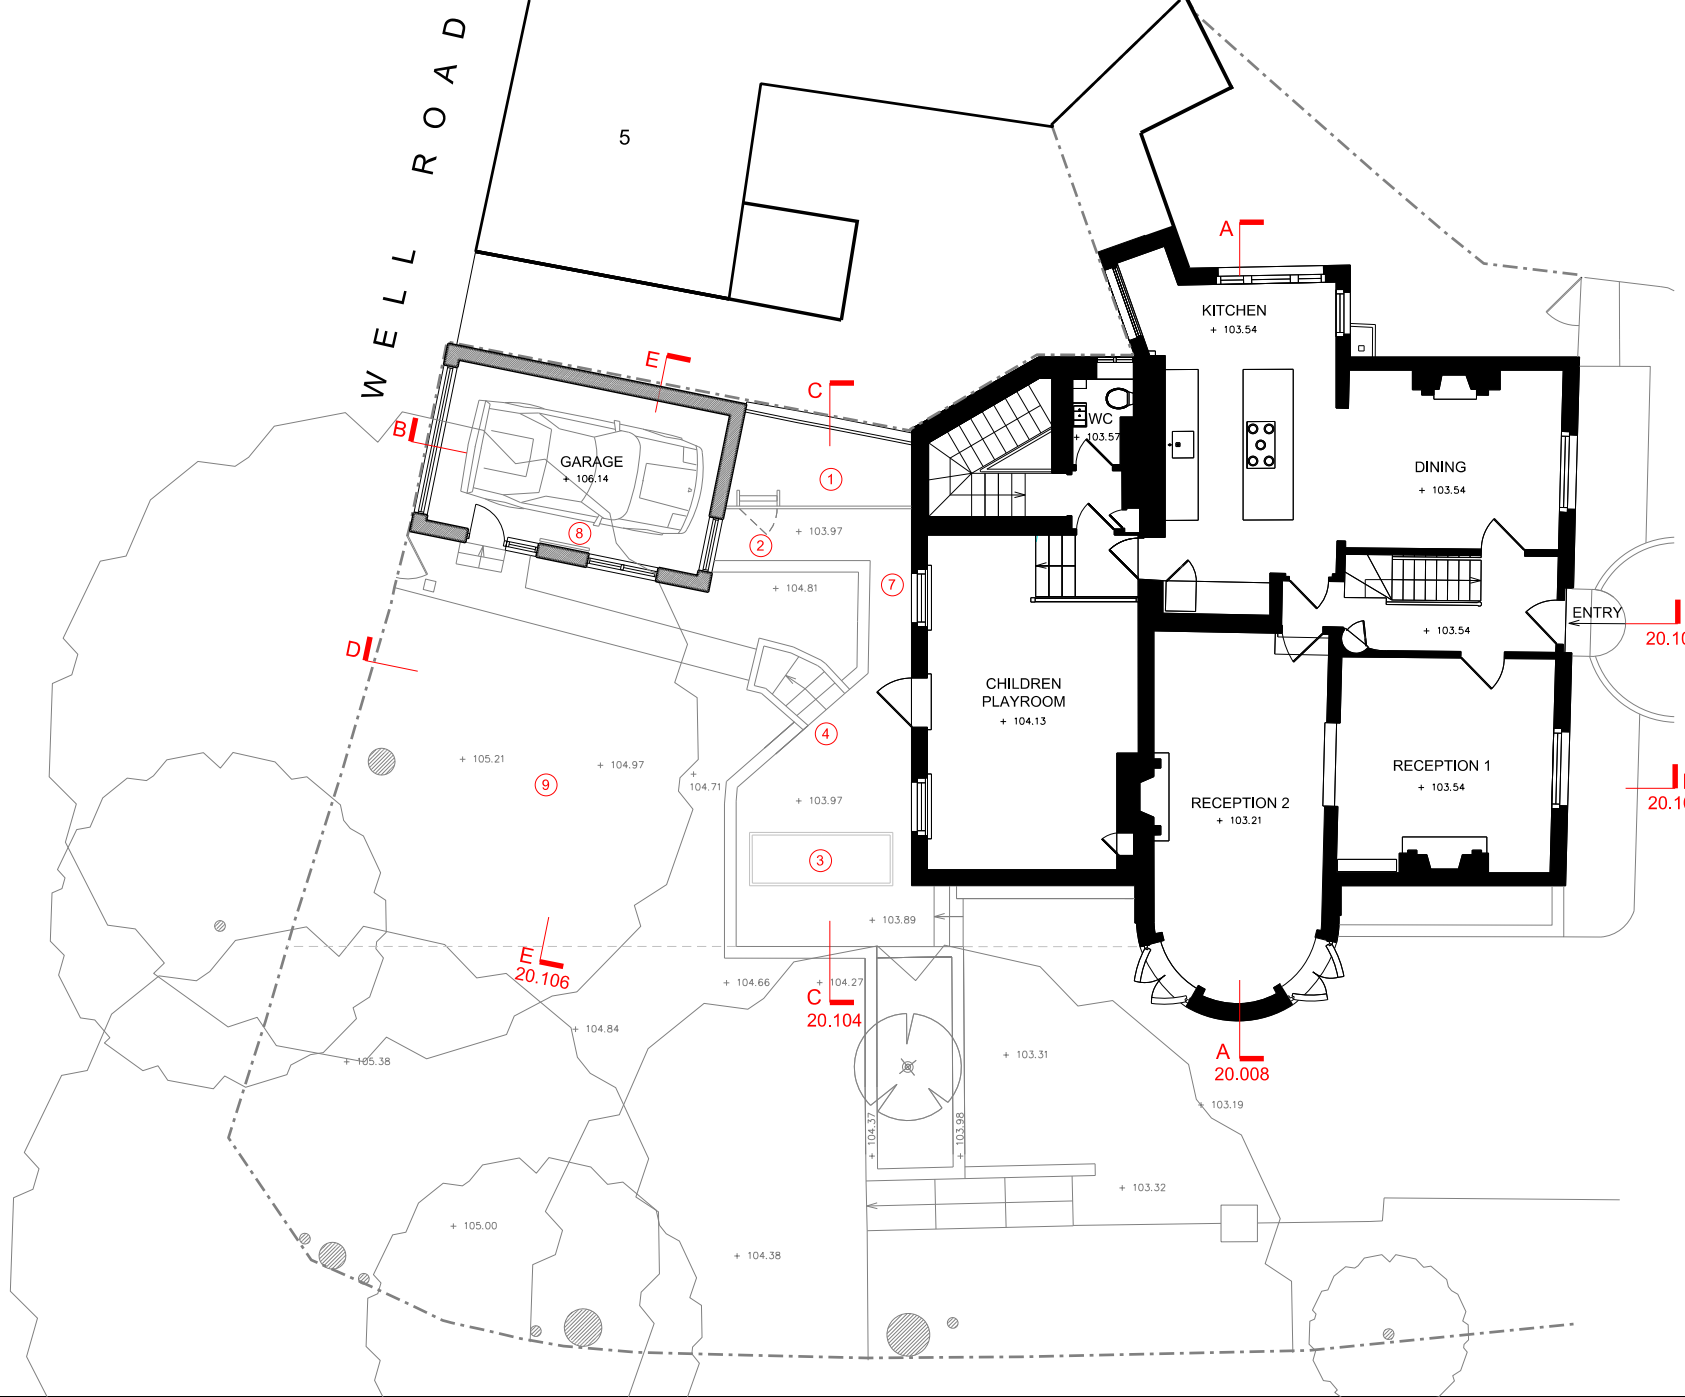 WELL ROAD
5
A
KITCHEN
+ 103.54
E
C
B
GARAGE
+ 106.14
WC
+ 103.57
1
DINING
+ 103.54
8
2
+ 103.97
7
+ 104.81
ENTRY
+ 103.54
20.10
D
CHILDREN
PLAYROOM
+ 104.13
4
+ 105.21
+ 104.97
+ 104.71
9
RECEPTION 1
+ 103.54
+ 103.97
RECEPTION 2
+ 103.21
20.10
3
+ 103.89
E
20.106
+ 104.66
+ 104.27
C
20.104
+ 104.84
+ 105.38
+ 103.31
A
20.008
+ 103.19
+ 104.37
+ 103.98
+ 103.32
+ 105.00
+ 104.38